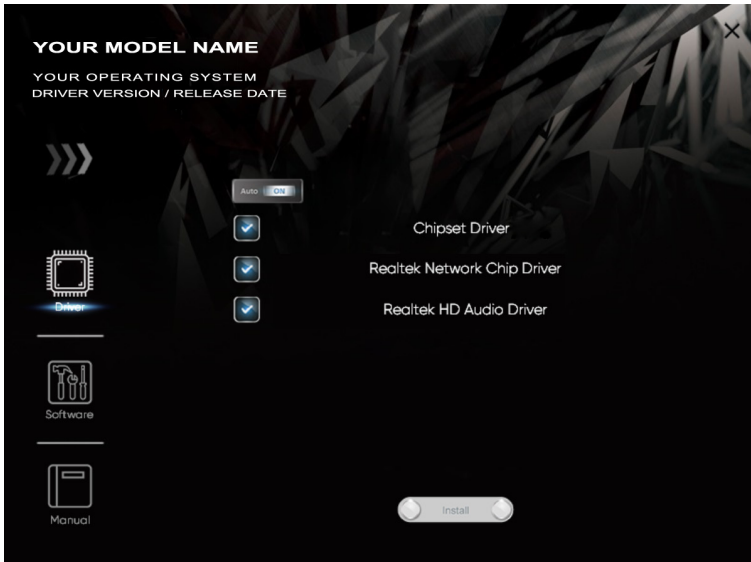 YOUR MODEL NAME
YOUR OPERATING SYSTEM
DRIVER VERSION / RELEASE DATE
Auto ON
Chipset Driver
Realtek Network Chip Driver
Realtek HD Audio Driver
Driver
Software
Manual
Install